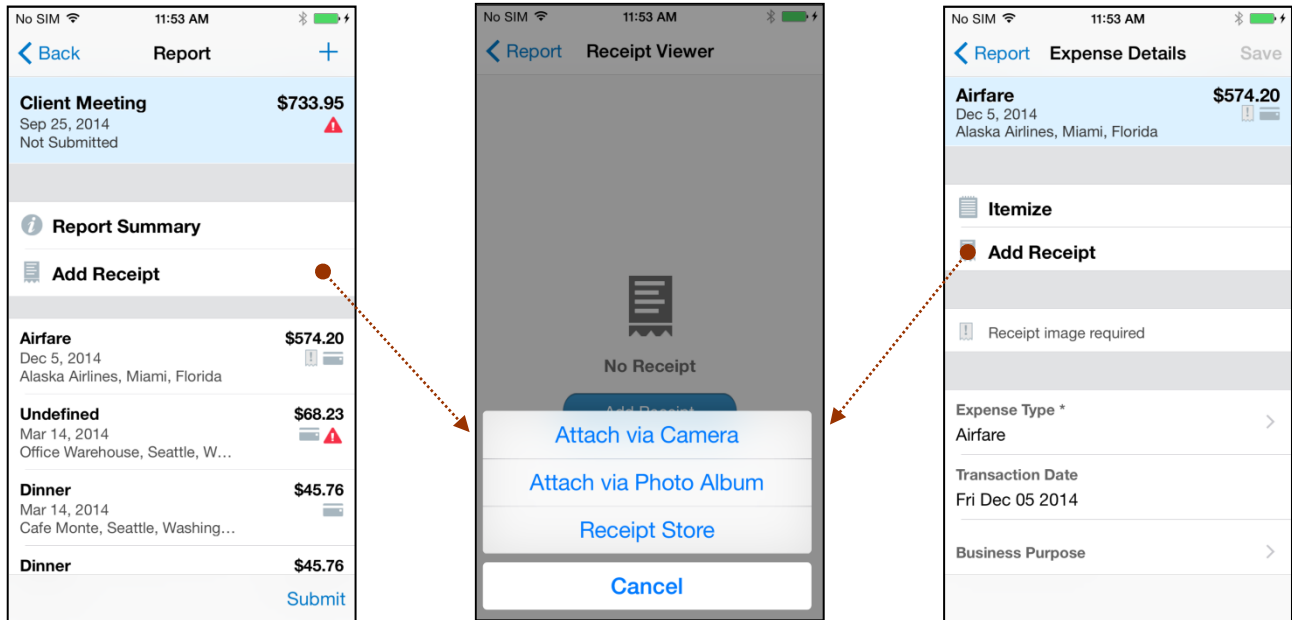 No SIM 11:53 AM
Back Report +
Client Meeting $733.95
Sep 25, 2014
Not Submitted
Report Summary
Add Receipt
Airfare $574.20
Dec 5, 2014
Alaska Airlines, Miami, Florida
Undefined $68.23
Mar 14, 2014
Office Warehouse, Seattle, W...
Dinner $45.76
Mar 14, 2014
Cafe Monte, Seattle, Washing...
Dinner $45.76
Submit
No SIM 11:53 AM
Report Receipt Viewer
No Receipt
Add Receipt
Attach via Camera
Attach via Photo Album
Receipt Store
Cancel
No SIM 11:53 AM
Report Expense Details Save
Airfare $574.20
Dec 5, 2014
Alaska Airlines, Miami, Florida
Itemize
Add Receipt
Receipt image required
Expense Type *
Airfare
Transaction Date
Fri Dec 05 2014
Business Purpose